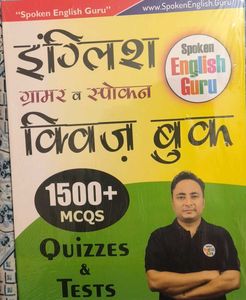 "Spoken English Guru"
www.SpokenEnglish.Guru
इंग्लिश
Spoken
English
Guru
ग्रामर व स्पोकन
क्विज़ बुक
1500+
MCQS
QUIZZES
&
TESTS